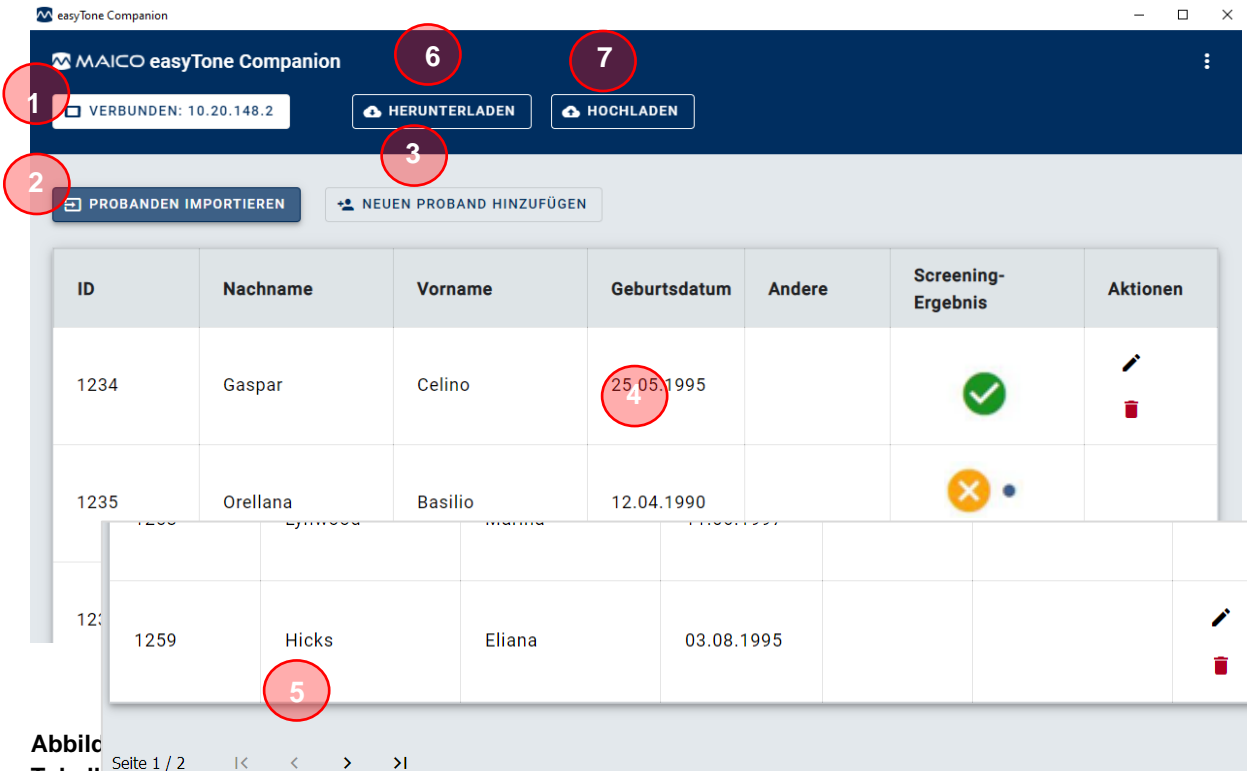 easyTone Companion
MAICO easyTone Companion
6
7
1
VERBUNDEN: 10.20.148.2
HERUNTERLADEN
HOCHLADEN
3
2
PROBANDEN IMPORTIEREN
NEUEN PROBAND HINZUFÜGEN
ID Nachname Vorname Geburtsdatum Andere Screening-
Ergebnis Aktionen
1234 Gaspar Celino 25.05.1995
4
1235 Orellana Basilio 12.04.1990
1259 Hicks Eliana 03.08.1995
5
Seite 1 / 2